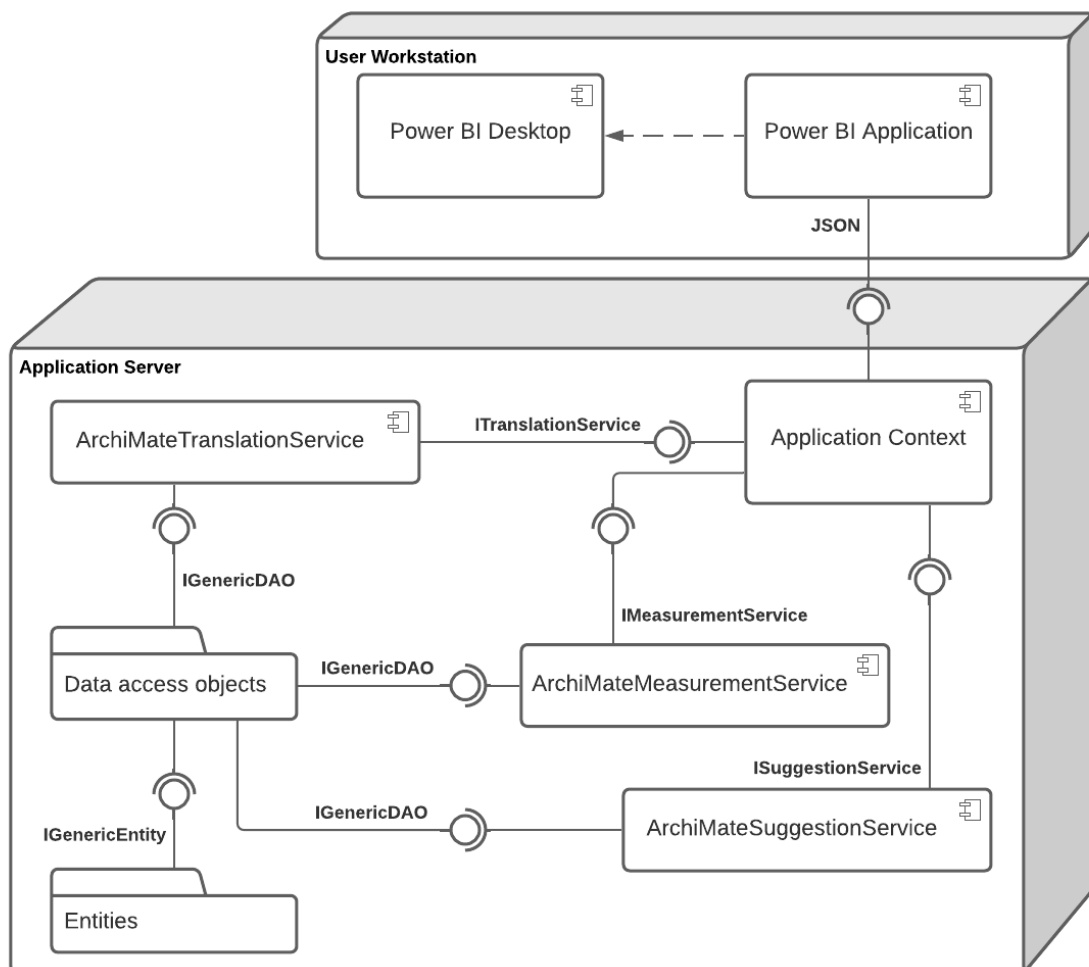 User Workstation
Power BI Desktop
Power BI Application
JSON
Application Server
ArchiMateTranslationService
ITranslationService
Application Context
IGenericDAO
IMeasurementService
Data access objects
IGenericDAO
ArchiMateMeasurementService
ISuggestionService
IGenericDAO
ArchiMateSuggestionService
IGenericEntity
Entities